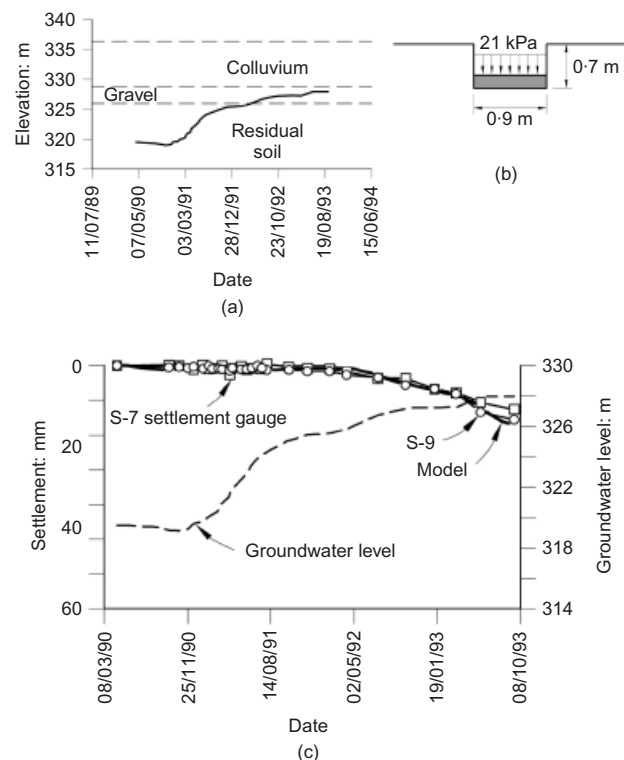 340
335
330
325
320
315
Elevation: m
Colluvium
Gravel
Residual
soil
11/07/89
07/05/90
03/03/91
28/12/91
23/10/92
19/08/93
15/06/94
Date
(a)
21 kPa
0·7 m
0·9 m
(b)
0
20
40
60
Settlement: mm
330
326
322
318
314
Groundwater level: m
S-7 settlement gauge
S-9
Model
Groundwater level
08/03/90
25/11/90
14/08/91
02/05/92
19/01/93
08/10/93
Date
(c)